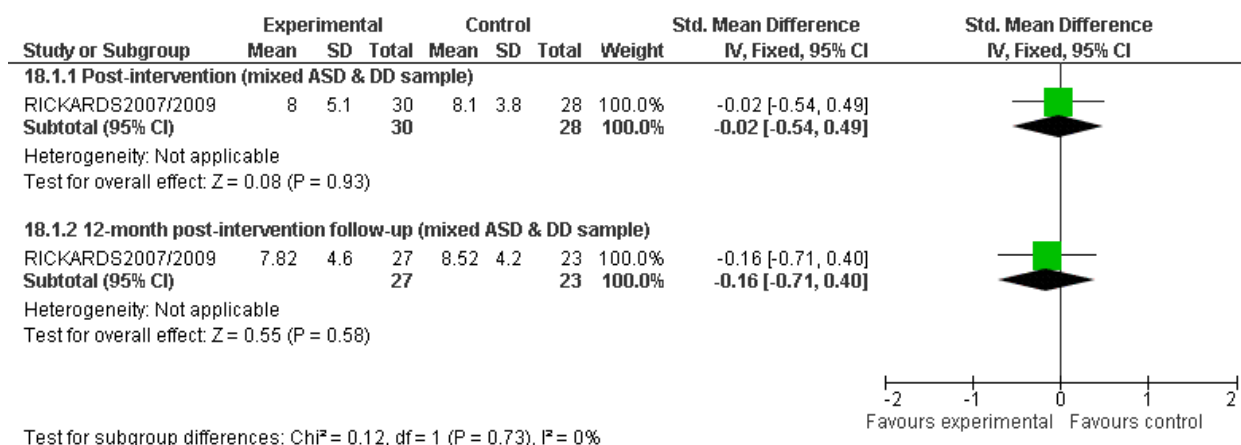 Experimental Control Std. Mean Difference Std. Mean Difference
Study or Subgroup Mean SD Total Mean SD Total Weight IV, Fixed, 95% CI IV, Fixed, 95% CI
18.1.1 Post-intervention (mixed ASD & DD sample)
RICKARDS2007/2009 8 5.1 30 8.1 3.8 28 100.0% -0.02 [-0.54, 0.49]
Subtotal (95% CI) 30 28 100.0% -0.02 [-0.54, 0.49]
Heterogeneity: Not applicable
Test for overall effect: Z = 0.08 (P = 0.93)
18.1.2 12-month post-intervention follow-up (mixed ASD & DD sample)
RICKARDS2007/2009 7.82 4.6 27 8.52 4.2 23 100.0% -0.16 [-0.71, 0.40]
Subtotal (95% CI) 27 23 100.0% -0.16 [-0.71, 0.40]
Heterogeneity: Not applicable
Test for overall effect: Z = 0.55 (P = 0.58)
-2 -1 0 1 2
Favours experimental Favours control
Test for subgroup differences: Chi² = 0.12, df = 1 (P = 0.73), I² = 0%